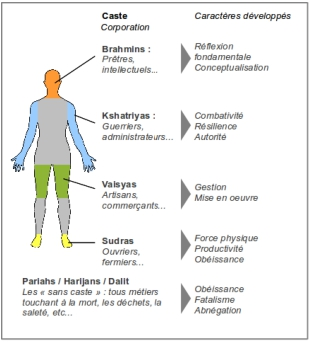 Caste
Corporation
Caractères développés
Brahmins :
Prêtres,
intellectuels...
Réflexion
fondamentale
Conceptualisation
Kshatriyas :
Guerriers,
administrateurs...
Combativité
Résilience
Autorité
Vaisyas
Artisans,
commerçants...
Gestion
Mise en oeuvre
Sudras
Ouvriers,
fermiers...
Force physique
Productivité
Obéissance
Pariahs / Harijans / Dalit
Les « sans caste » : tous métiers
touchant à la mort, les déchets, la
saleté, etc...
Obéissance
Fatalisme
Abnégation